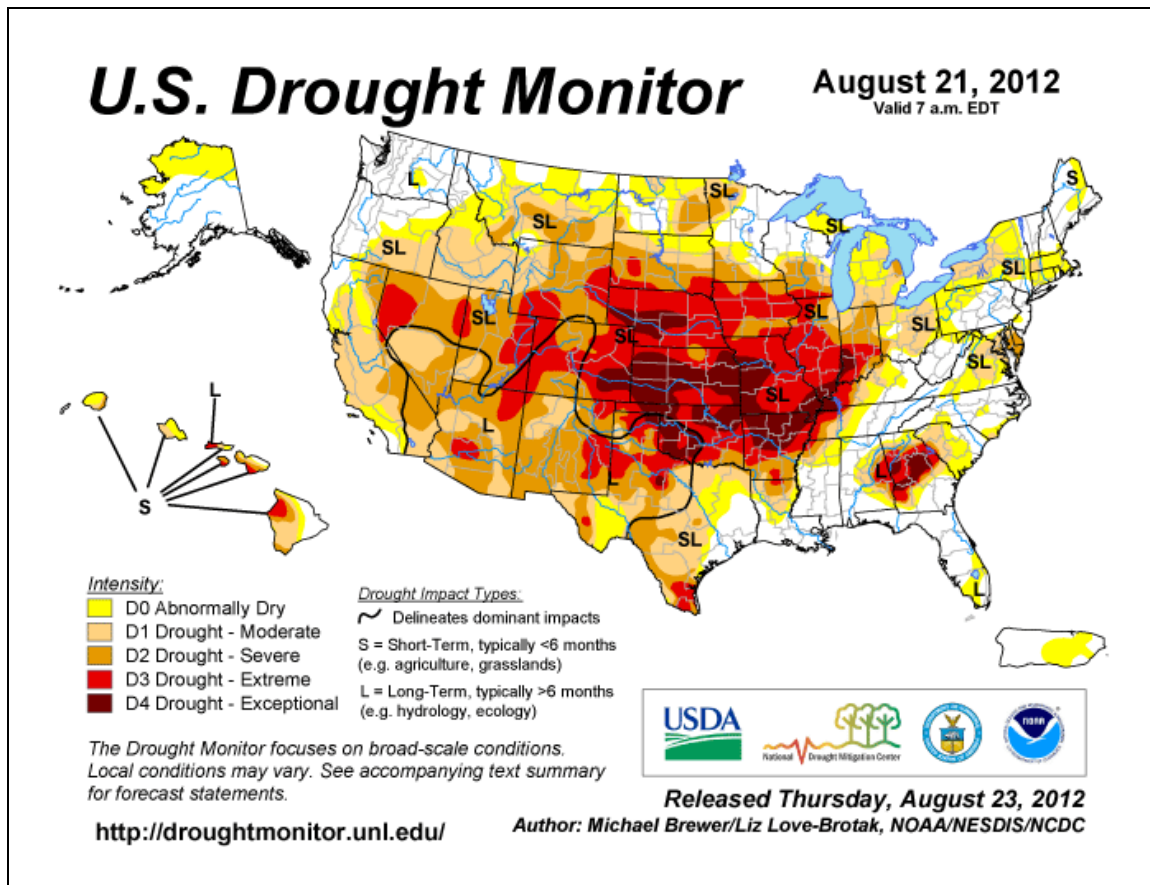 U.S. Drought Monitor
August 21, 2012
Valid 7 a.m. EDT
L
SL
SL
SL
SL
S
SL
SL
SL
SL
SL
SL
SL
L
L
SL
L
L
S
Intensity:
D0 Abnormally Dry
D1 Drought - Moderate
D2 Drought - Severe
D3 Drought - Extreme
D4 Drought - Exceptional
Drought Impact Types:
Delineates dominant impacts
S = Short-Term, typically <6 months
(e.g. agriculture, grasslands)
L = Long-Term, typically >6 months
(e.g. hydrology, ecology)
The Drought Monitor focuses on broad-scale conditions.
Local conditions may vary. See accompanying text summary
for forecast statements.
http://droughtmonitor.unl.edu/
USDA
National Drought Mitigation Center
NOAA
Released Thursday, August 23, 2012
Author: Michael Brewer/Liz Love-Brotak, NOAA/NESDIS/NCDC